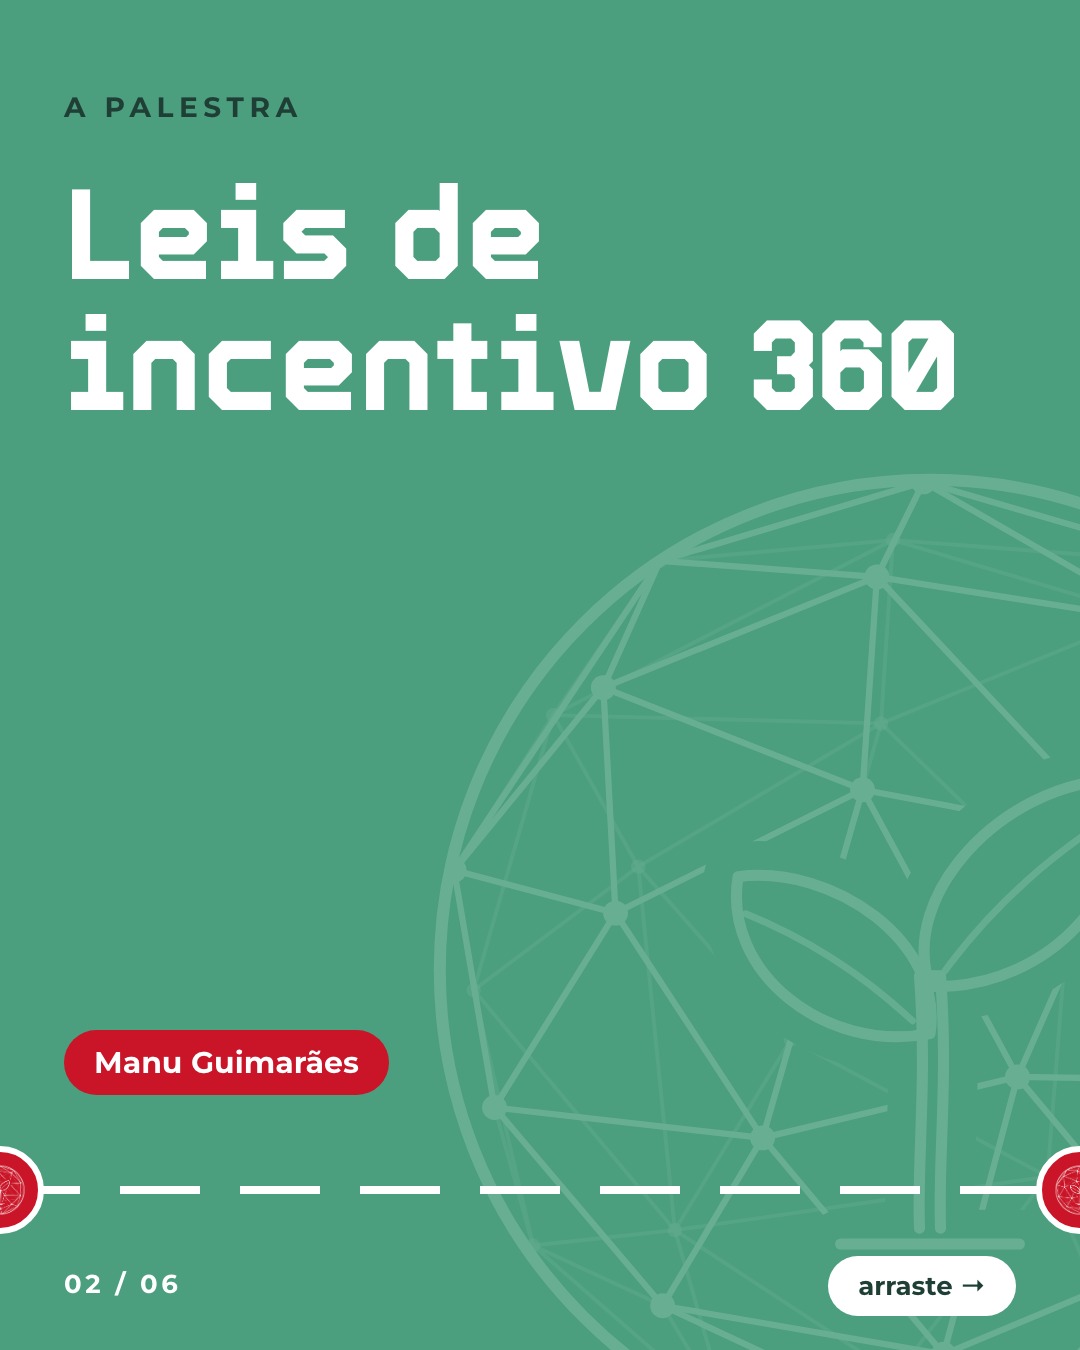 A PALESTRA
Leis de
incentivo 360
Manu Guimarães
02 / 06
arraste →